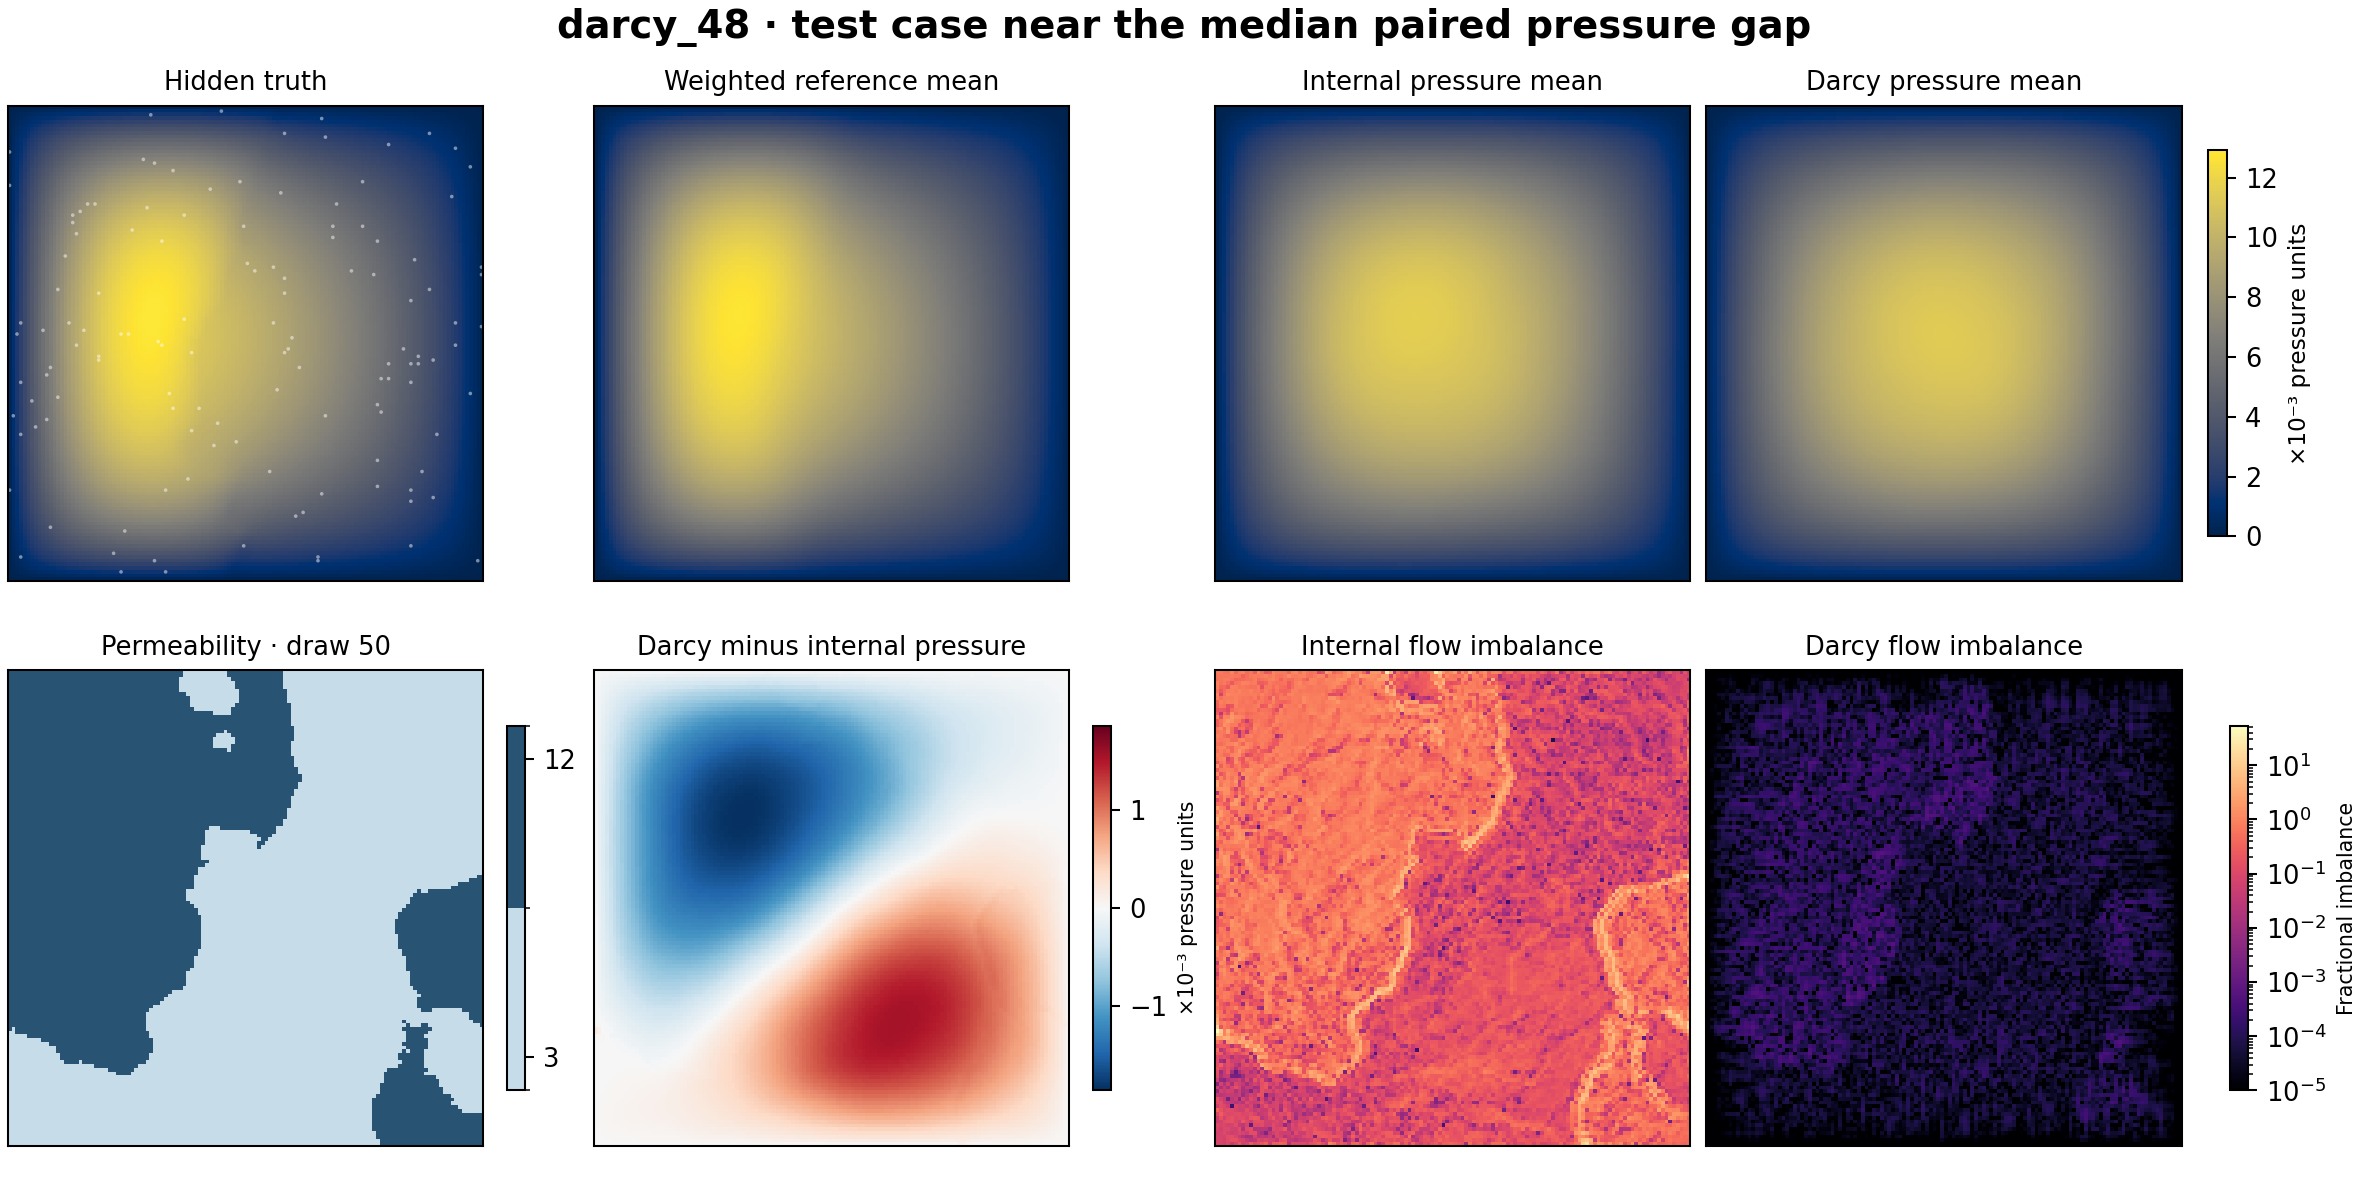 darcy_48 · test case near the median paired pressure gap
Hidden truth
Weighted reference mean
Internal pressure mean
Darcy pressure mean
12
10
8
6
4
2
0
×10⁻³ pressure units
Permeability · draw 50
Darcy minus internal pressure
Internal flow imbalance
Darcy flow imbalance
12
3
1
0
−1
×10⁻³ pressure units
10¹
10⁰
10⁻¹
10⁻²
10⁻³
10⁻⁴
10⁻⁵
Fractional imbalance